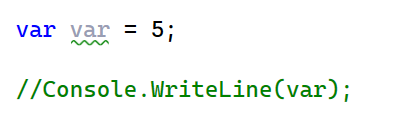 var var = 5;
//Console.WriteLine(var);